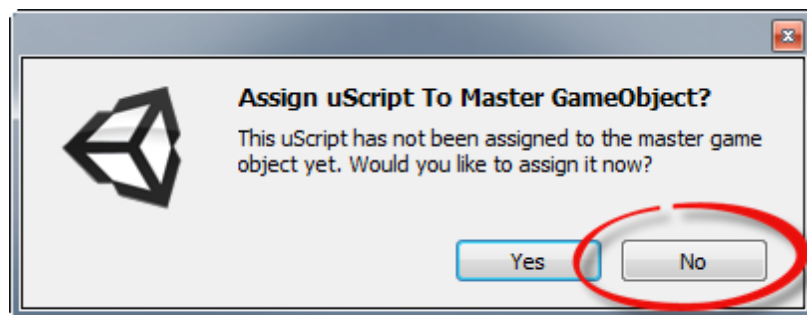 Assign uScript To Master GameObject?
This uScript has not been assigned to the master game
object yet. Would you like to assign it now?
Yes No